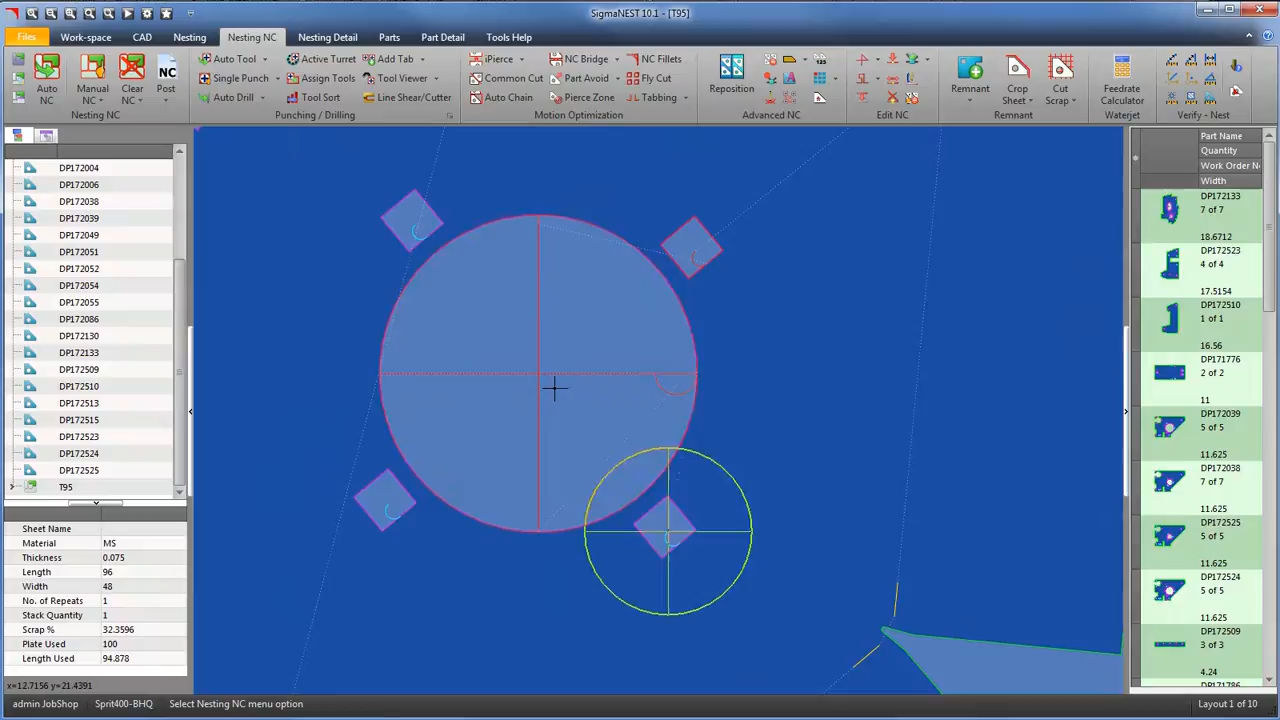 SigmaNEST 10.1 - [T95]
Files Work-space CAD Nesting Nesting NC Nesting Detail Parts Part Detail Tools Help
Auto Tool Active Turret Add Tab iPierce NC Bridge NC Fillets
Single Punch Assign Tools Tool Viewer Common Cut Part Avoid Fly Cut
Auto Drill Tool Sort Line Shear/Cutter Auto Chain Pierce Zone Tabbing
Auto NC Manual NC Clear NC Post Reposition Remnant Crop Sheet Cut Scrap Feedrate Calculator
Nesting NC Punching / Drilling Motion Optimization Advanced NC Edit NC Remnant Waterjet Verify - Nest
DP172004
DP172006
DP172038
DP172039
DP172049
DP172051
DP172052
DP172054
DP172055
DP172086
DP172130
DP172133
DP172509
DP172510
DP172513
DP172515
DP172523
DP172524
DP172525
T95
Sheet Name
Material MS
Thickness 0.075
Length 96
Width 48
No. of Repeats 1
Stack Quantity 1
Scrap % 32.3596
Plate Used 100
Length Used 94.878
x=12.7156 y=21.4391
Part Name
Quantity
Work Order N
Width
DP172133
7 of 7
18.6712
DP172523
4 of 4
17.5154
DP172510
1 of 1
16.56
DP171776
2 of 2
11
DP172039
5 of 5
11.625
DP172038
7 of 7
11.625
DP172525
5 of 5
11.625
DP172524
5 of 5
11.625
DP172509
3 of 3
4.24
DP171786
admin JobShop Sprit400-BHQ Select Nesting NC menu option Layout 1 of 10